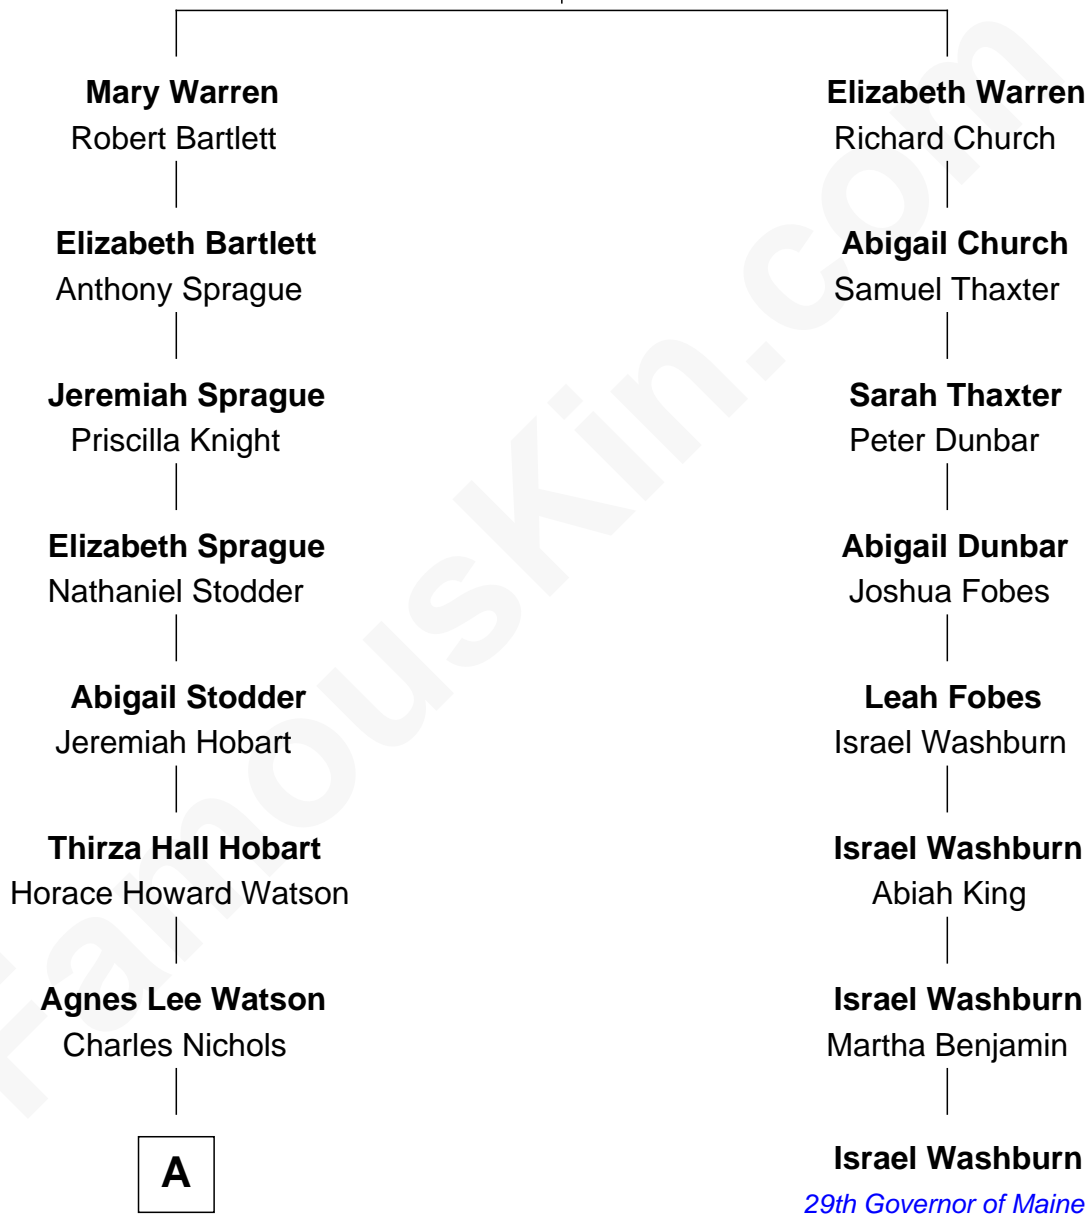 Mary Warren
Robert Bartlett
Elizabeth Bartlett
Anthony Sprague
Jeremiah Sprague
Priscilla Knight
Elizabeth Sprague
Nathaniel Stodder
Abigail Stodder
Jeremiah Hobart
Thirza Hall Hobart
Horace Howard Watson
Agnes Lee Watson
Charles Nichols
A
Elizabeth Warren
Richard Church
Abigail Church
Samuel Thaxter
Sarah Thaxter
Peter Dunbar
Abigail Dunbar
Joshua Fobes
Leah Fobes
Israel Washburn
Israel Washburn
Abiah King
Israel Washburn
Martha Benjamin
Israel Washburn
29th Governor of Maine
FamousKin.com